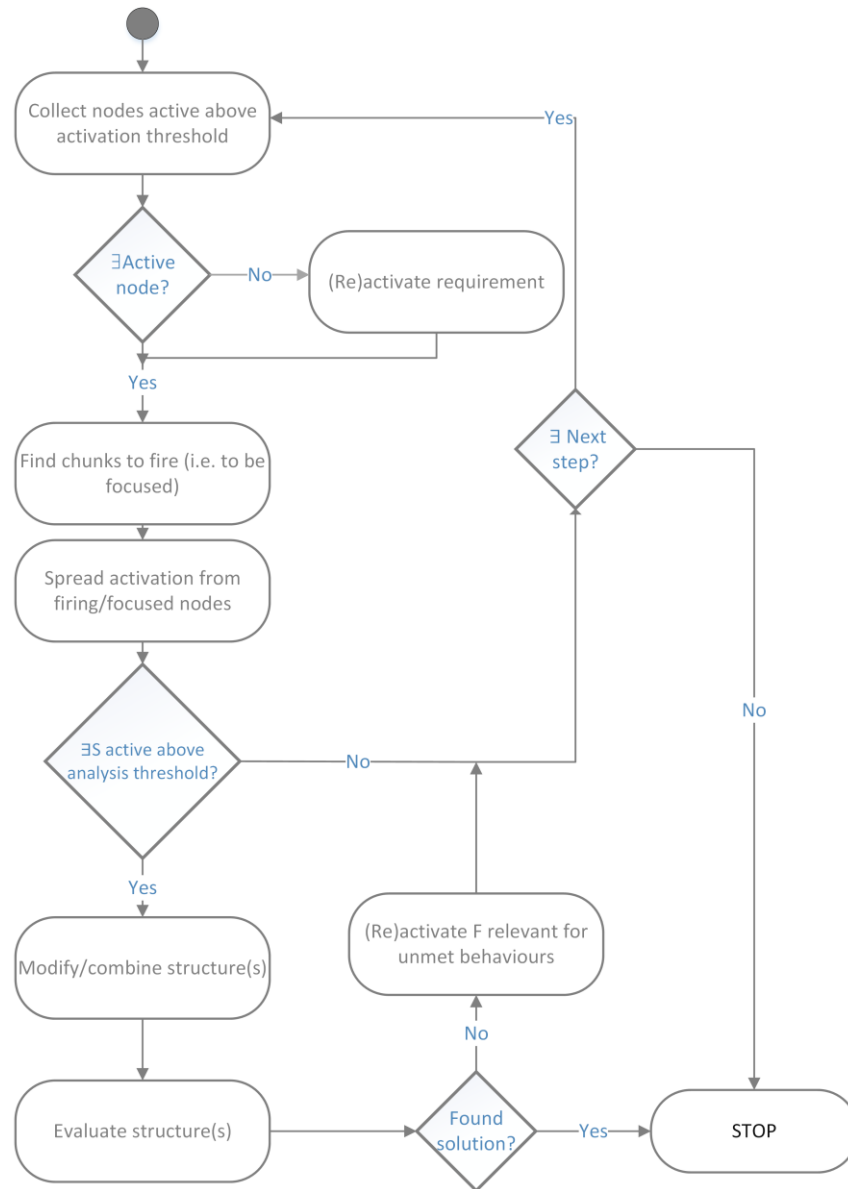 Collect nodes active above
activation threshold
Yes
∃Active
node?
No
(Re)activate requirement
Yes
Find chunks to fire (i.e. to be
focused)
∃ Next
step?
Spread activation from
firing/focused nodes
∃S active above
analysis threshold?
No
No
Yes
(Re)activate F relevant for
unmet behaviours
Modify/combine structure(s)
No
Evaluate structure(s)
Found
solution?
Yes
STOP